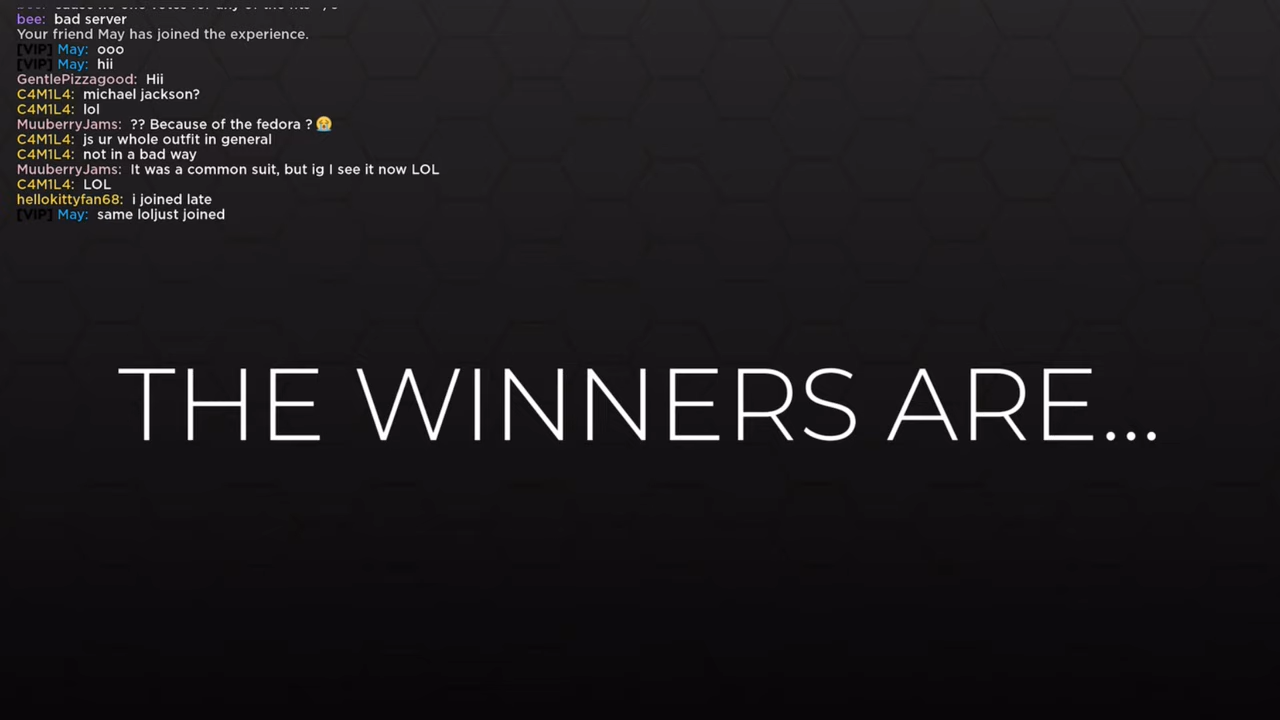 bee: bad server
Your friend May has joined the experience.
[VIP] May: ooo
[VIP] May: hii
GentlePizzagood: Hii
C4M1L4: michael jackson?
C4M1L4: lol
MuuberryJams: ?? Because of the fedora ? 😭
C4M1L4: js ur whole outfit in general
C4M1L4: not in a bad way
MuuberryJams: It was a common suit, but ig I see it now LOL
C4M1L4: LOL
hellokittyfan68: i joined late
[VIP] May: same loljust joined
THE WINNERS ARE...